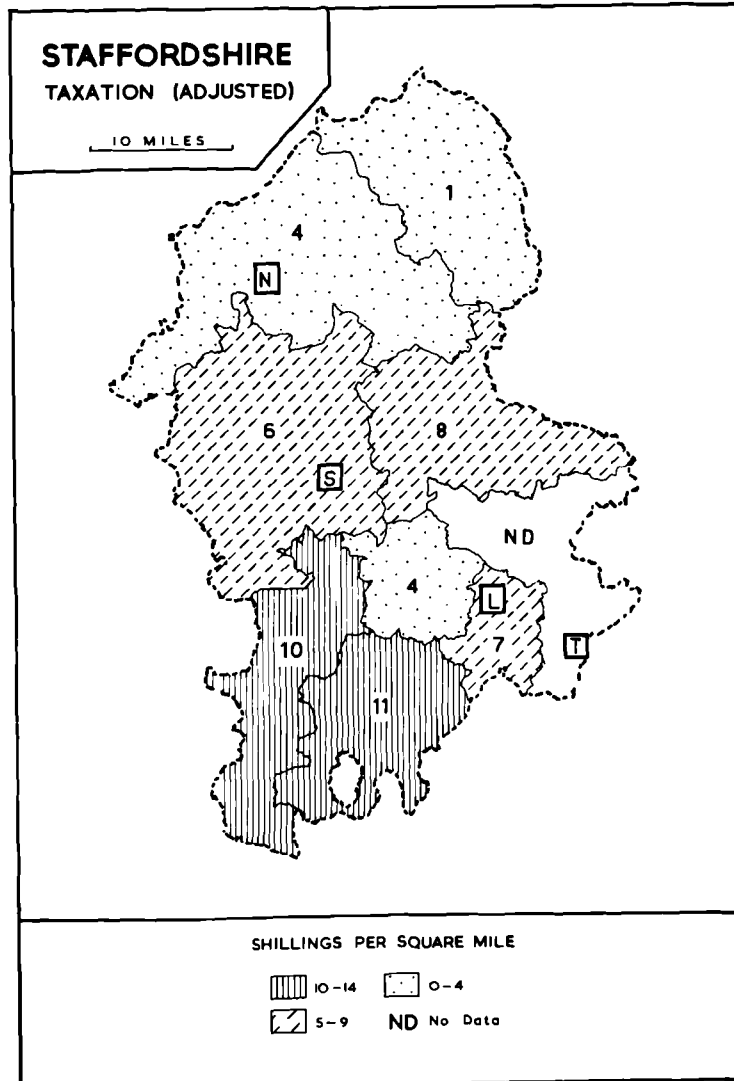 STAFFORDSHIRE
TAXATION (ADJUSTED)
10 MILES
1
4
N
6
8
S
ND
4
L
7
T
10
11
SHILLINGS PER SQUARE MILE
10-14 0-4
5-9 ND No Data